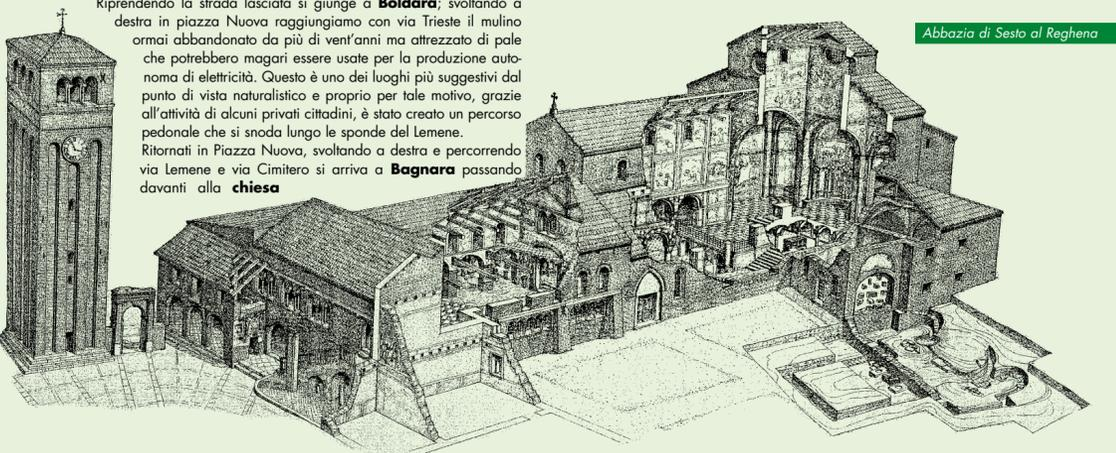 Riprendendo la strada lasciata si giunge a Boldara; svoltando a
destra in piazza Nuova raggiungiamo con via Trieste il mulino
ormai abbandonato da più di vent'anni ma attrezzato di pale
che potrebbero magari essere usate per la produzione auto-
noma di elettricità. Questo è uno dei luoghi più suggestivi dal
punto di vista naturalistico e proprio per tale motivo, grazie
all'attività di alcuni privati cittadini, è stato creato un percorso
pedonale che si snoda lungo le sponde del Lemene.
Ritornati in Piazza Nuova, svoltando a destra e percorrendo
via Lemene e via Cimitero si arriva a Bagnara passando
davanti alla chiesa
Abbazia di Sesto al Reghena